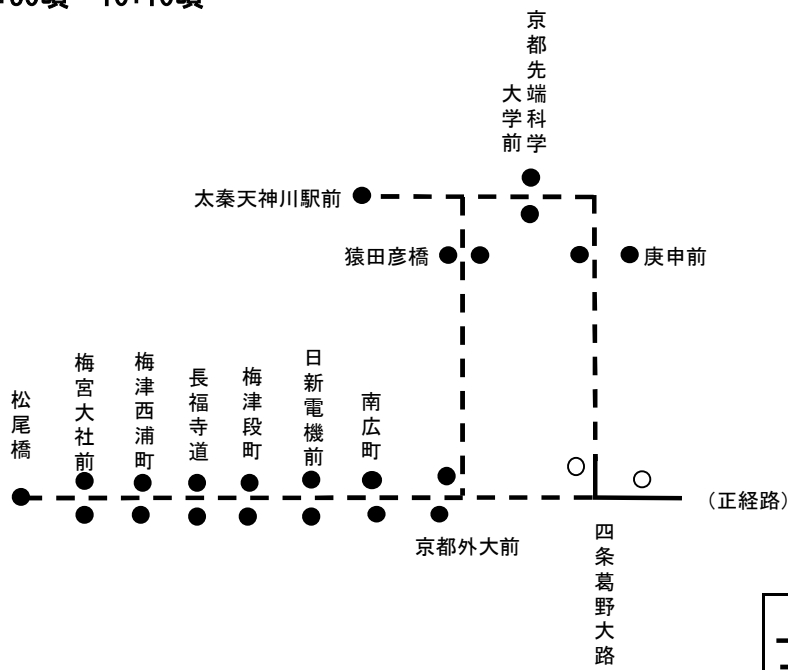 京都先端科学
大学前
太秦天神川駅前
猿田彦橋
庚申前
松尾橋
梅宮大社前
梅津西浦町
長福寺道
梅津段町
日新電機前
南広町
(正経路)
京都外大前
四条葛野大路